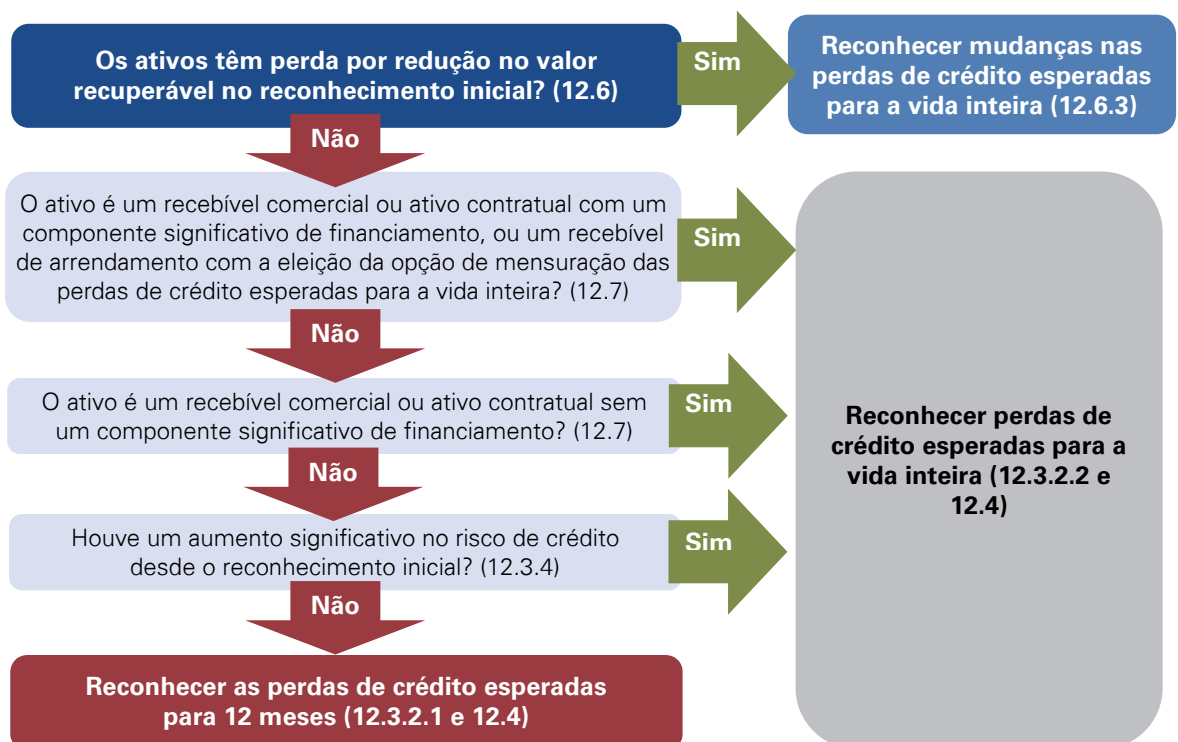 Os ativos têm perda por redução no valor
recuperável no reconhecimento inicial? (12.6)
Sim
Reconhecer mudanças nas
perdas de crédito esperadas
para a vida inteira (12.6.3)
Não
O ativo é um recebível comercial ou ativo contratual com um
componente significativo de financiamento, ou um recebível
de arrendamento com a eleição da opção de mensuração das
perdas de crédito esperadas para a vida inteira? (12.7)
Sim
Não
O ativo é um recebível comercial ou ativo contratual sem
um componente significativo de financiamento? (12.7)
Sim
Reconhecer perdas de
crédito esperadas para a
vida inteira (12.3.2.2 e
12.4)
Não
Houve um aumento significativo no risco de crédito
desde o reconhecimento inicial? (12.3.4)
Sim
Não
Reconhecer as perdas de crédito esperadas
para 12 meses (12.3.2.1 e 12.4)